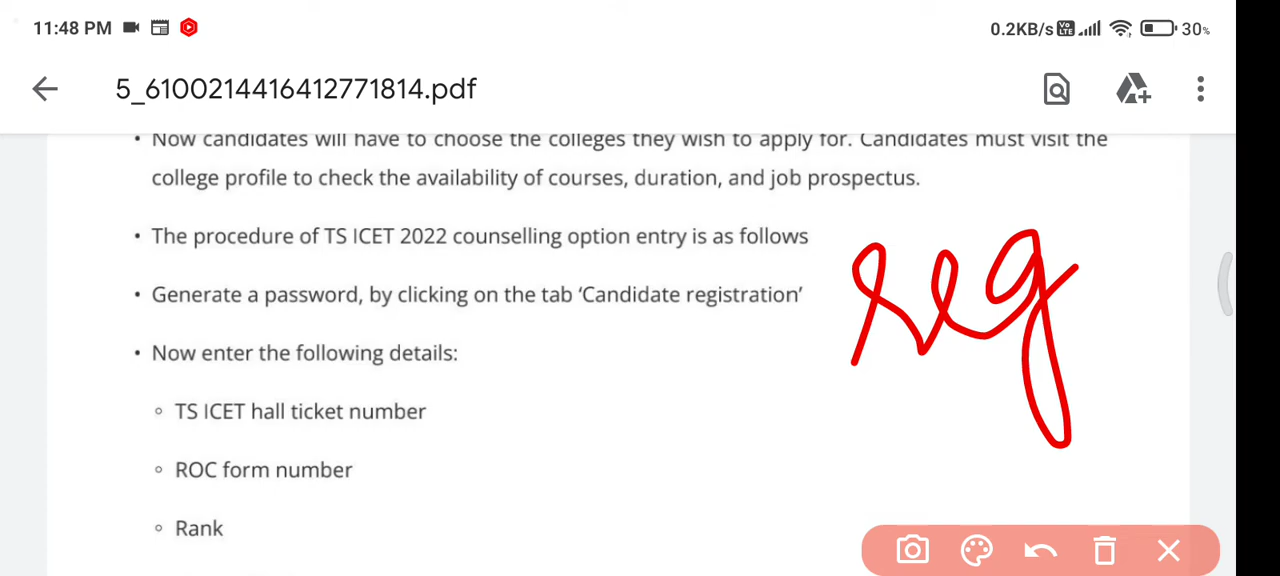 11:48 PM
0.2KB/s Vo LTE 30%
5_6100214416412771814.pdf
• Now candidates will have to choose the colleges they wish to apply for. Candidates must visit the
college profile to check the availability of courses, duration, and job prospectus.
• The procedure of TS ICET 2022 counselling option entry is as follows
• Generate a password, by clicking on the tab ‘Candidate registration’
reg
• Now enter the following details:
◦ TS ICET hall ticket number
◦ ROC form number
◦ Rank